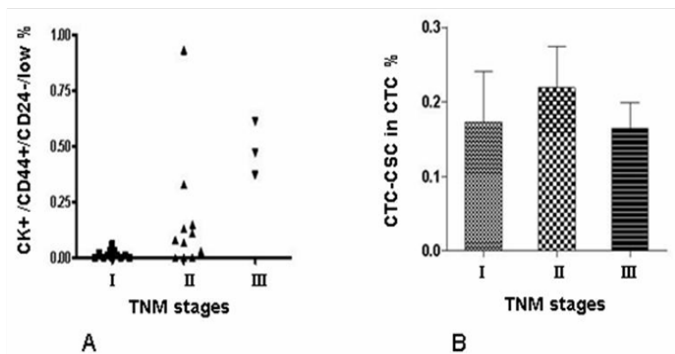 CK+/CD44+/CD24-/low %
1.00
0.75
0.50
0.25
0.00
I II III
TNM stages
A
CTC-CSC in CTC %
0.3
0.2
0.1
0.0
I II III
TNM stages
B